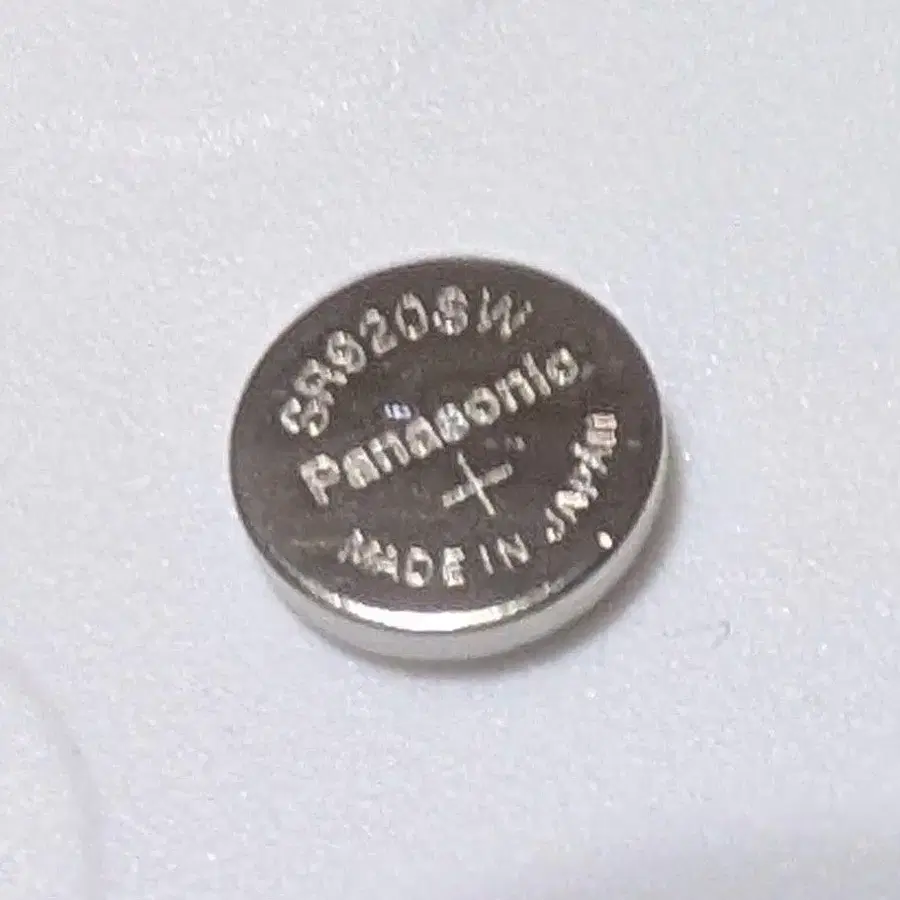 SR920SW
Panasonic
+
MADE IN JAPAN